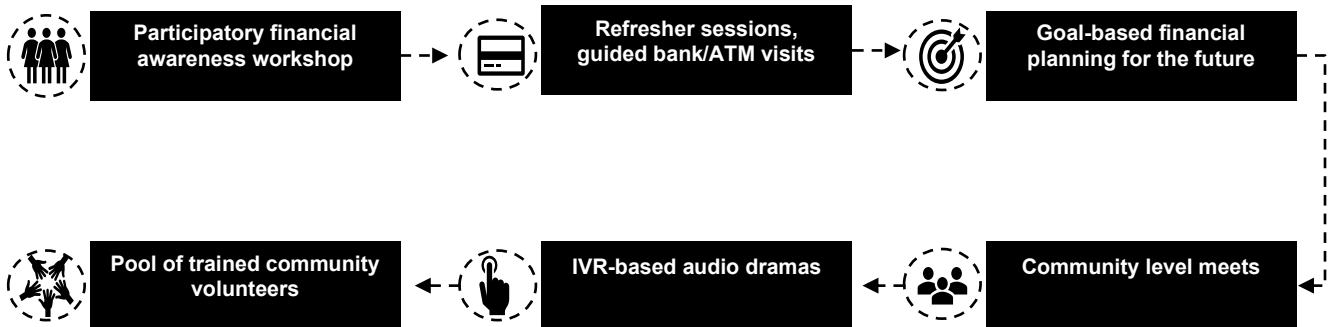 Participatory financial
awareness workshop
Refresher sessions,
guided bank/ATM visits
Goal-based financial
planning for the future
Community level meets
IVR-based audio dramas
Pool of trained community
volunteers